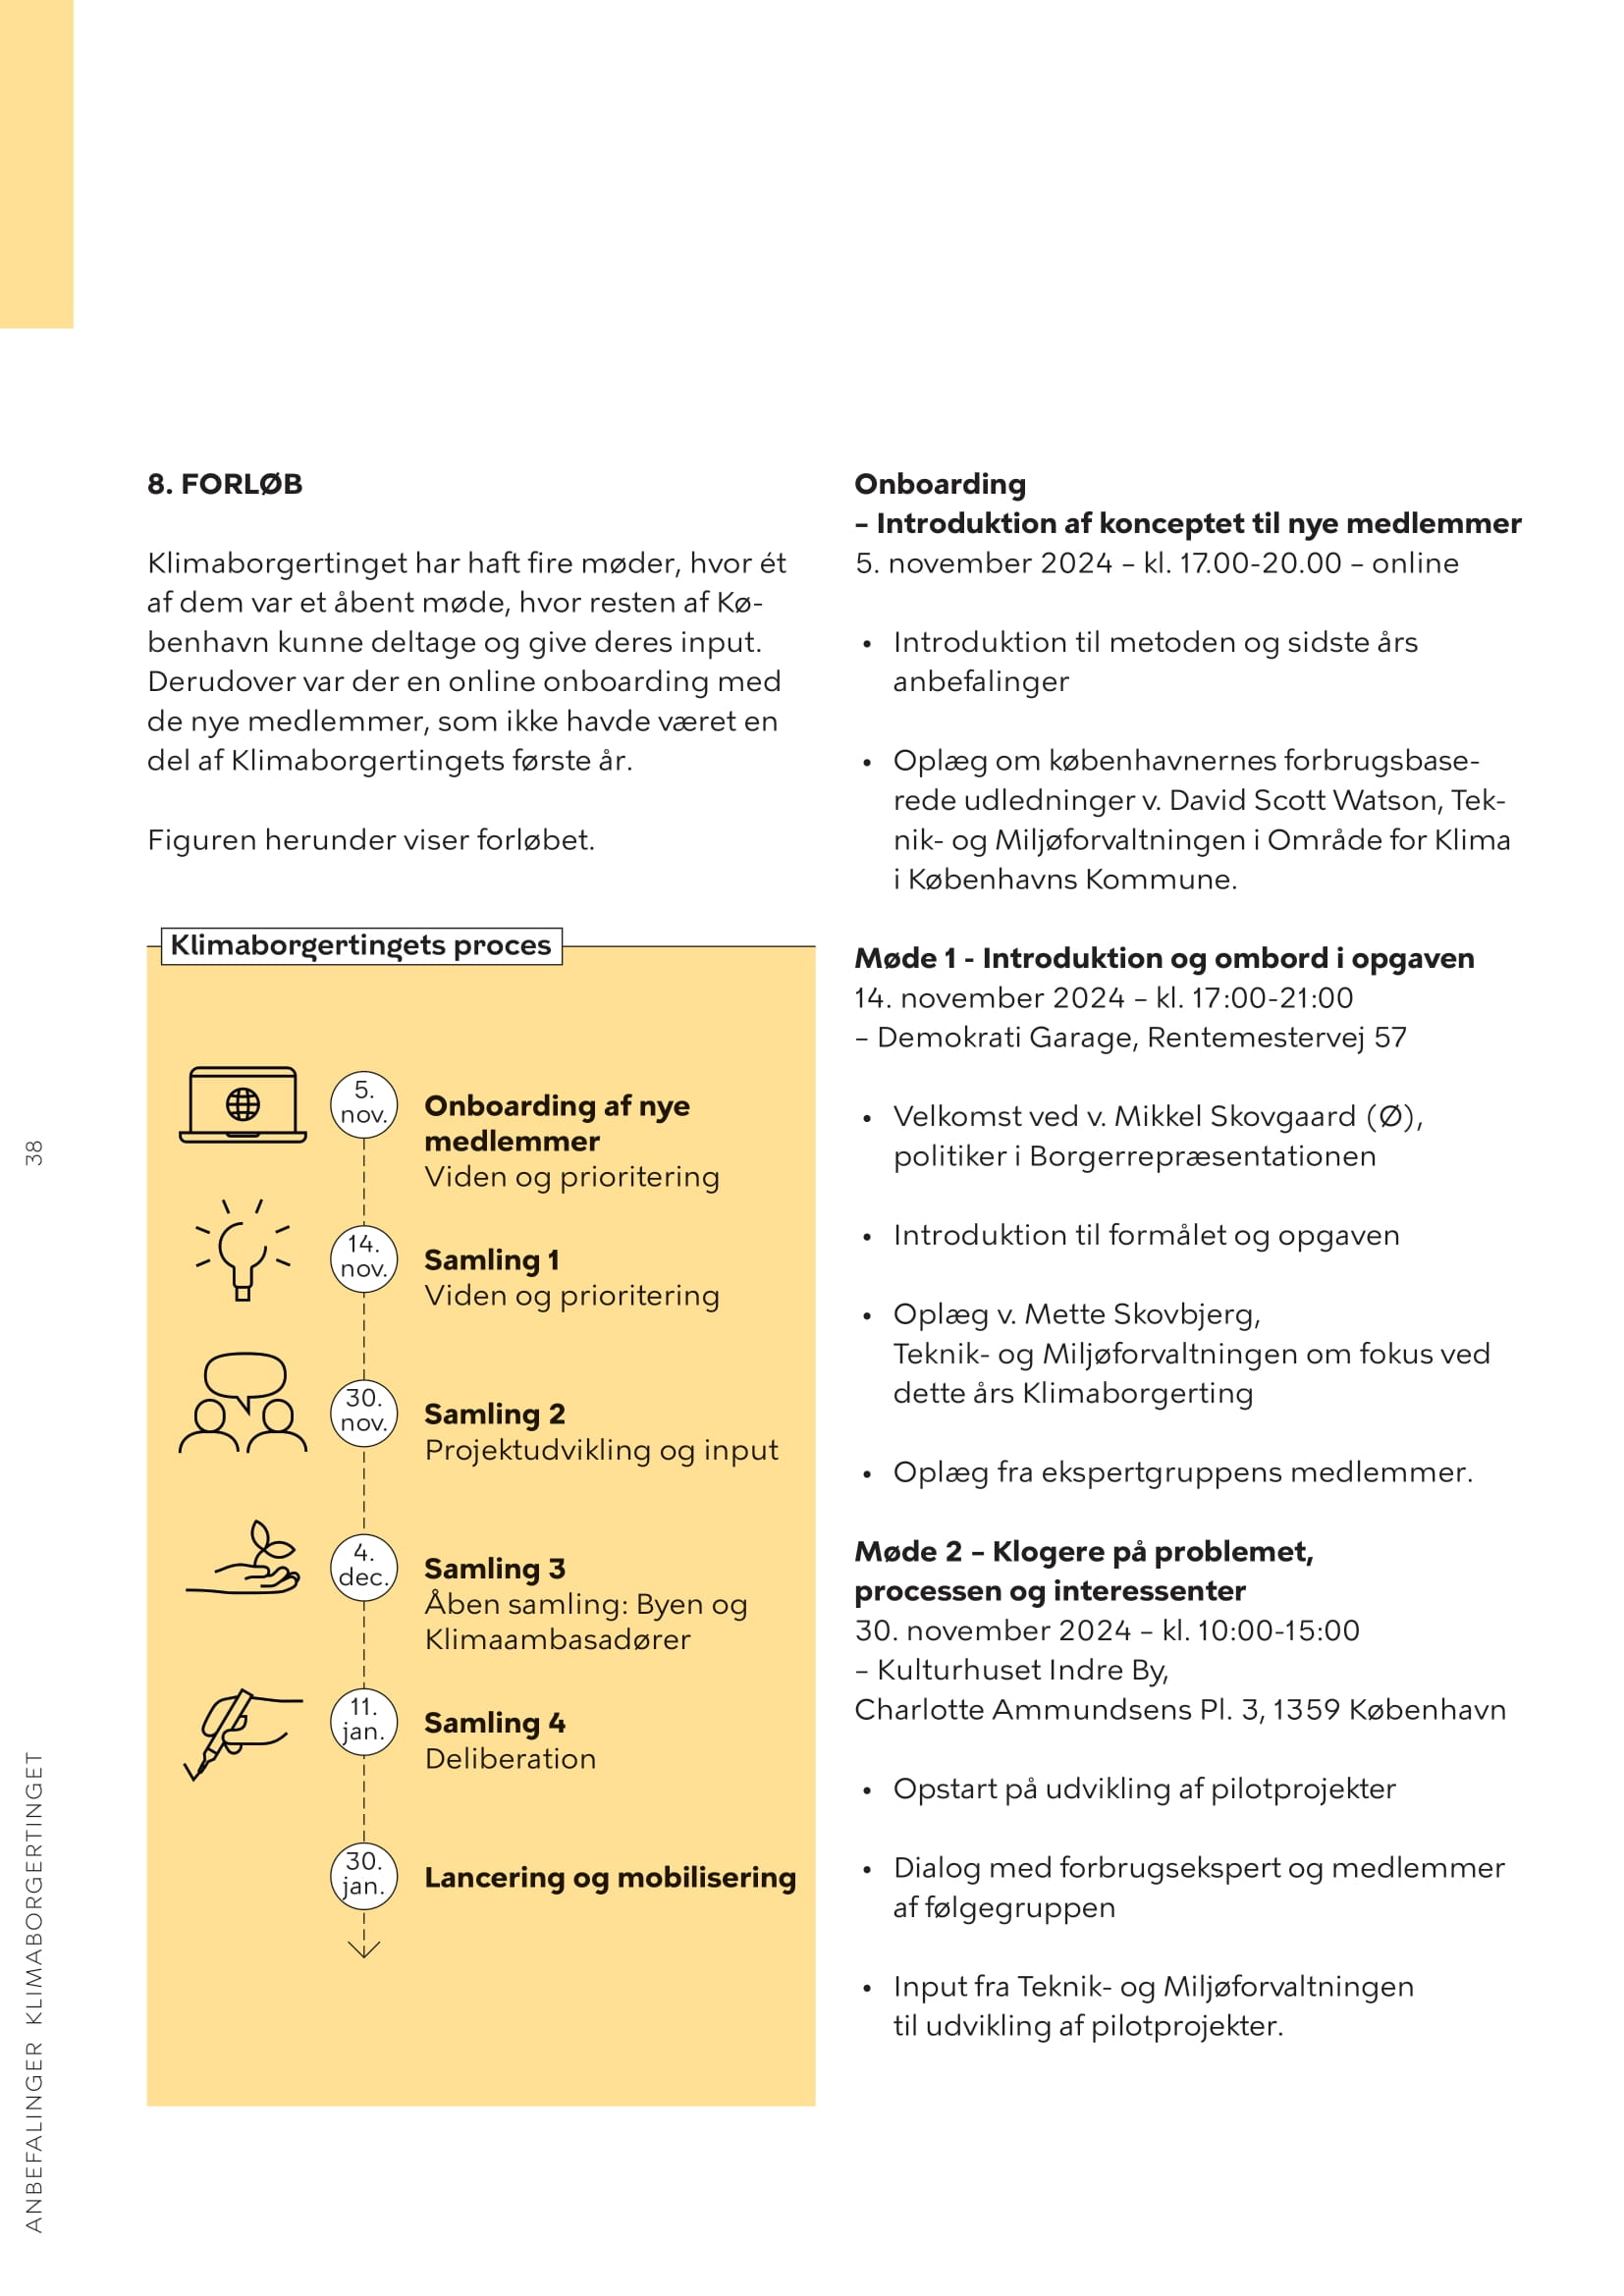 8. FORLØB
Klimaborgertinget har haft fire møder, hvor ét
af dem var et åbent møde, hvor resten af Kø-
benhavn kunne deltage og give deres input.
Derudover var der en online onboarding med
de nye medlemmer, som ikke havde været en
del af Klimaborgertingets første år.
Figuren herunder viser forløbet.
Klimaborgertingets proces
5.
nov.
Onboarding af nye
medlemmer
Viden og prioritering
14.
nov.
Samling 1
Viden og prioritering
30.
nov.
Samling 2
Projektudvikling og input
4.
dec.
Samling 3
Åben samling: Byen og
Klimaambasadører
11.
jan.
Samling 4
Deliberation
30.
jan.
Lancering og mobilisering
Onboarding
– Introduktion af konceptet til nye medlemmer
5. november 2024 – kl. 17.00-20.00 – online
• Introduktion til metoden og sidste års
anbefalinger
• Oplæg om københavnernes forbrugsbase-
rede udledninger v. David Scott Watson, Tek-
nik- og Miljøforvaltningen i Område for Klima
i Københavns Kommune.
Møde 1 - Introduktion og ombord i opgaven
14. november 2024 – kl. 17:00-21:00
– Demokrati Garage, Rentemestervej 57
• Velkomst ved v. Mikkel Skovgaard (Ø),
politiker i Borgerrepræsentationen
• Introduktion til formålet og opgaven
• Oplæg v. Mette Skovbjerg,
Teknik- og Miljøforvaltningen om fokus ved
dette års Klimaborgerting
• Oplæg fra ekspertgruppens medlemmer.
Møde 2 – Klogere på problemet,
processen og interessenter
30. november 2024 – kl. 10:00-15:00
– Kulturhuset Indre By,
Charlotte Ammundsens Pl. 3, 1359 København
• Opstart på udvikling af pilotprojekter
• Dialog med forbrugsekspert og medlemmer
af følgegruppen
• Input fra Teknik- og Miljøforvaltningen
til udvikling af pilotprojekter.
38
ANBEFALINGER KLIMABORGERTINGET